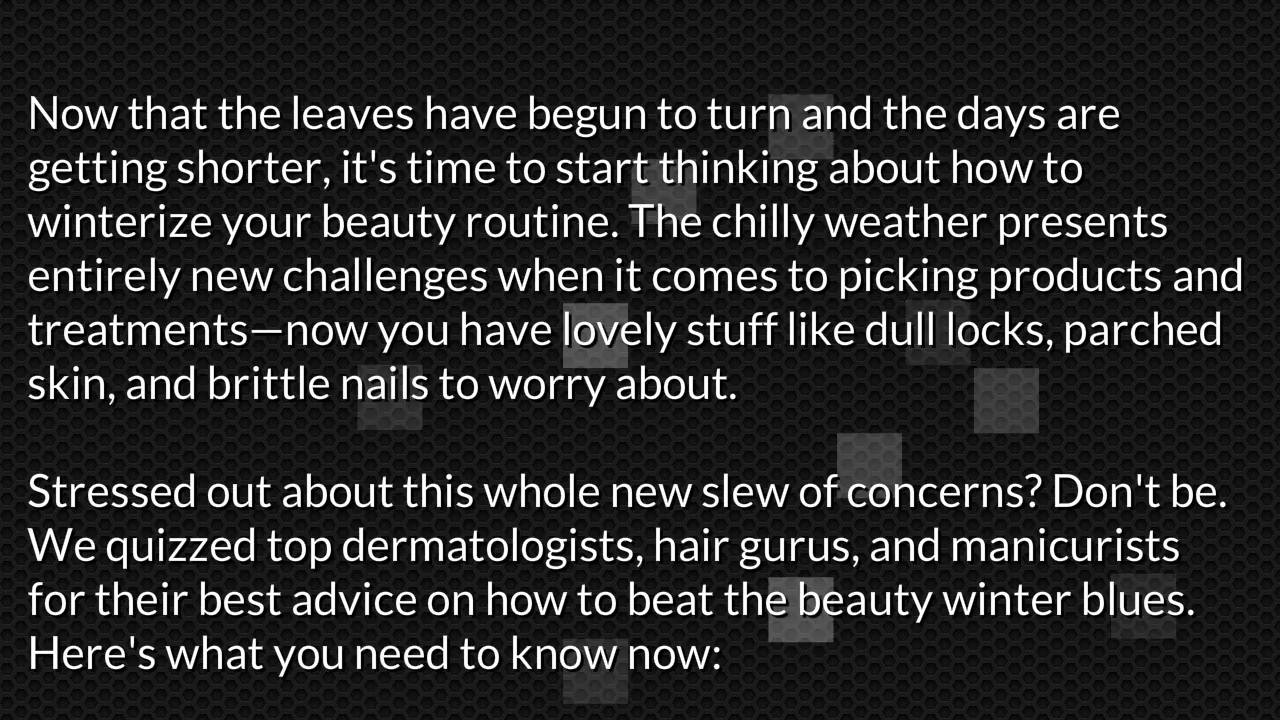 Now that the leaves have begun to turn and the days are
getting shorter, it's time to start thinking about how to
winterize your beauty routine. The chilly weather presents
entirely new challenges when it comes to picking products and
treatments—now you have lovely stuff like dull locks, parched
skin, and brittle nails to worry about.
Stressed out about this whole new slew of concerns? Don't be.
We quizzed top dermatologists, hair gurus, and manicurists
for their best advice on how to beat the beauty winter blues.
Here's what you need to know now: